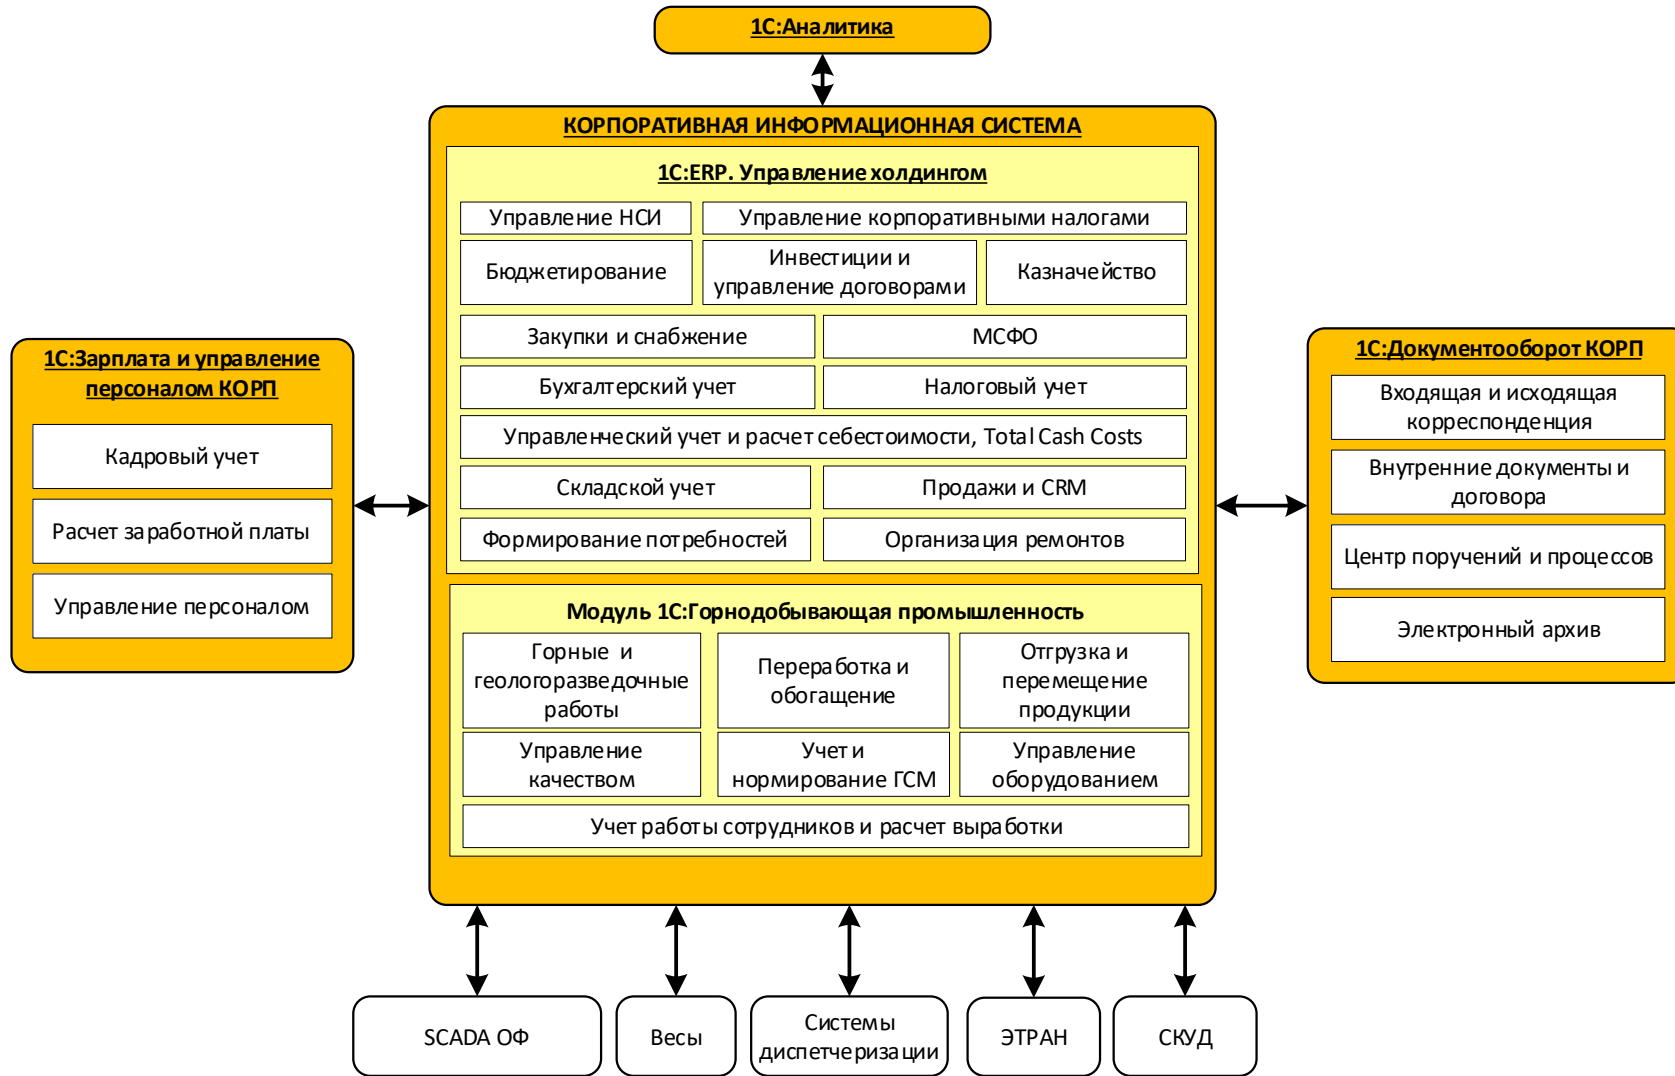 1С:Аналитика
КОРПОРАТИВНАЯ ИНФОРМАЦИОННАЯ СИСТЕМА
1С:ERP. Управление холдингом
Управление НСИ
Управление корпоративными налогами
Бюджетирование
Инвестиции и
управление договорами
Казначейство
Закупки и снабжение
МСФО
Бухгалтерский учет
Налоговый учет
Управленческий учет и расчет себестоимости, Total Cash Costs
Складской учет
Продажи и CRM
Формирование потребностей
Организация ремонтов
Модуль 1С:Горнодобывающая промышленность
Горные и
геологоразведочные
работы
Переработка и
обогащение
Отгрузка и
перемещение
продукции
Управление
качеством
Учет и
нормирование ГСМ
Управление
оборудованием
Учет работы сотрудников и расчет выработки
1С:Зарплата и управление
персоналом КОРП
Кадровый учет
Расчет заработной платы
Управление персоналом
1С:Документооборот КОРП
Входящая и исходящая
корреспонденция
Внутренние документы и
договора
Центр поручений и процессов
Электронный архив
SCADA ОФ
Весы
Системы
диспетчеризации
ЭТРАН
СКУД